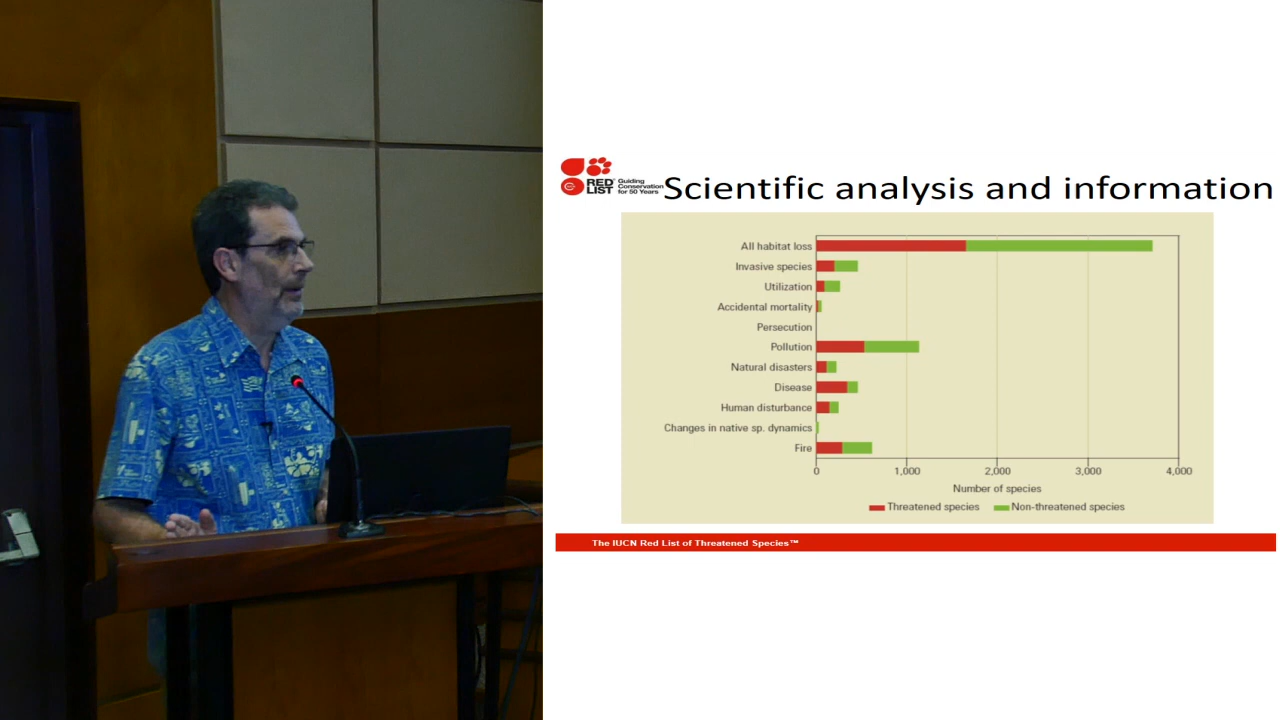 RED LIST
Guiding Conservation for 50 Years
Scientific analysis and information
All habitat loss
Invasive species
Utilization
Accidental mortality
Persecution
Pollution
Natural disasters
Disease
Human disturbance
Changes in native sp. dynamics
Fire
0 1,000 2,000 3,000 4,000
Number of species
Threatened species Non-threatened species
The IUCN Red List of Threatened Species™